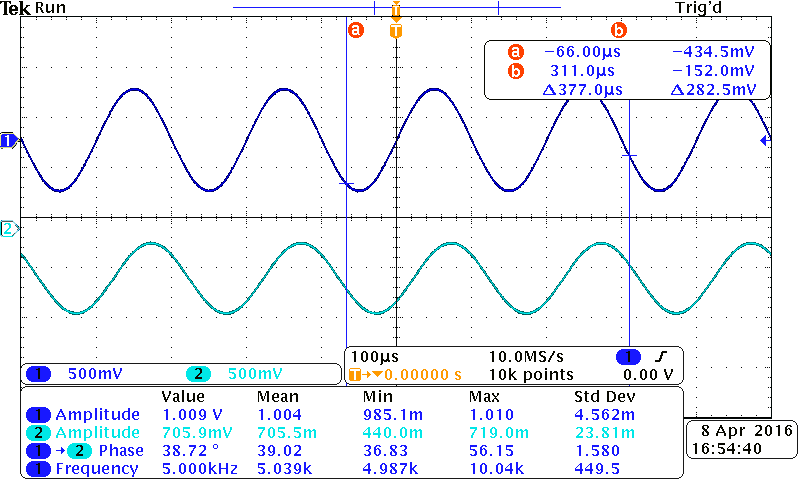 Tek Run Trig'd
T
a T b
a −66.00µs −434.5mV
b 311.0µs −152.0mV
Δ377.0µs Δ282.5mV
1
2
100µs 10.0MS/s 1
1 500mV 2 500mV
T→▼0.00000 s 10k points 0.00 V
Value Mean Min Max Std Dev
1 Amplitude 1.009 V 1.004 985.1m 1.010 4.562m
2 Amplitude 705.9mV 705.5m 440.0m 719.0m 23.81m
1 → 2 Phase 38.72 ° 39.02 36.83 56.15 1.580
1 Frequency 5.000kHz 5.039k 4.987k 10.04k 449.5
8 Apr 2016
16:54:40